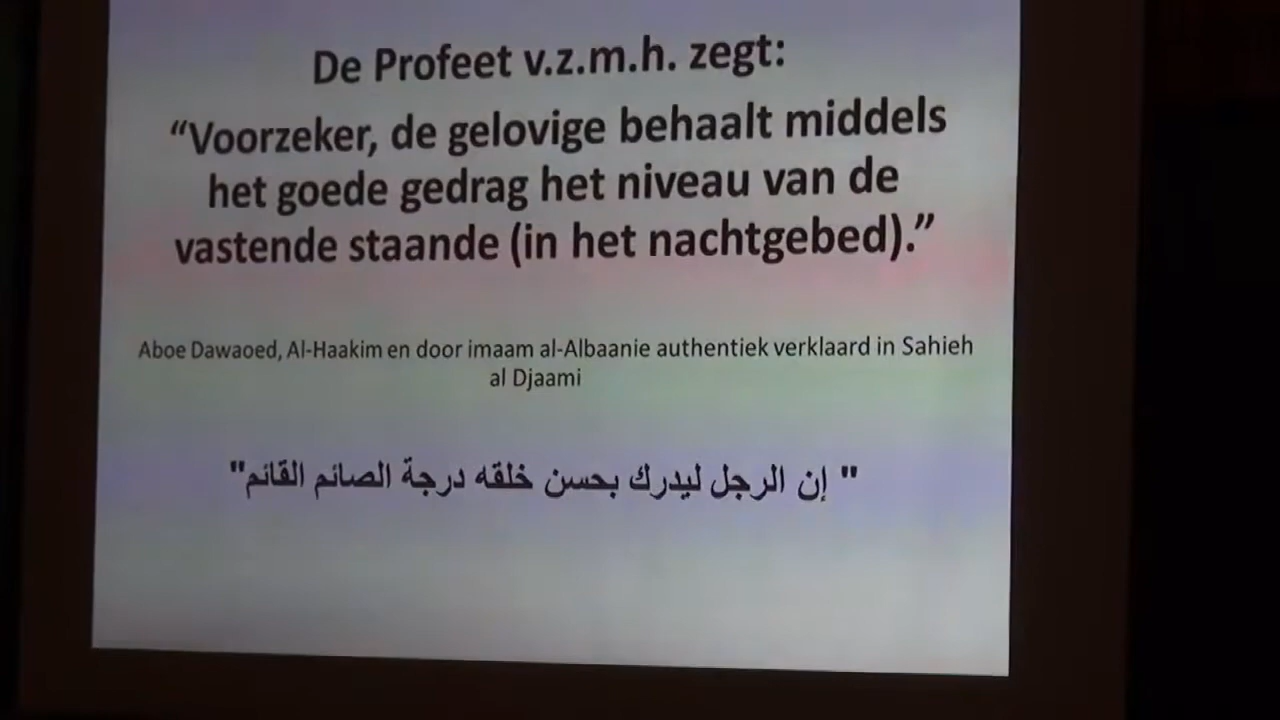 De Profeet v.z.m.h. zegt:
“Voorzeker, de gelovige behaalt middels
het goede gedrag het niveau van de
vastende staande (in het nachtgebed).”
Aboe Dawaoed, Al-Haakim en door imaam al-Albaanie authentiek verklaard in Sahieh
al Djaami
" إن الرجل ليدرك بحسن خلقه درجة الصائم القائم"